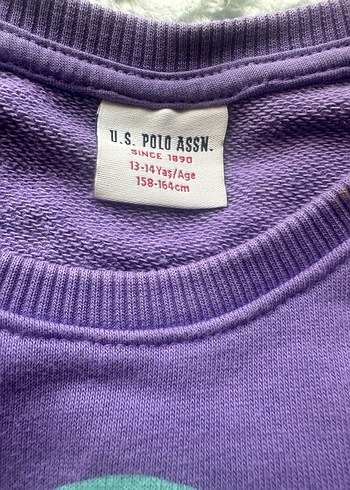 U.S. POLO ASSN.
SINCE 1890
13-14 Yaş/Age
158-164cm